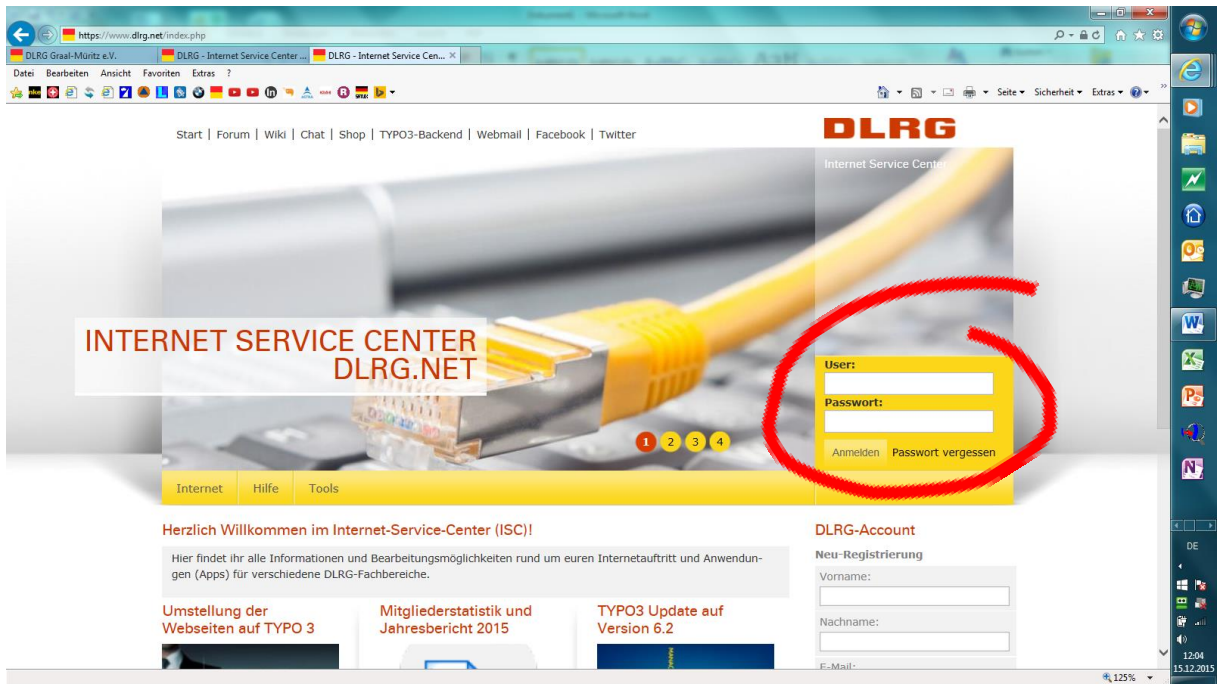 https://www.dlrg.net/index.php
DLRG Graal-Müritz e.V.
DLRG - Internet Service Center ...
DLRG - Internet Service Cen...
Datei Bearbeiten Ansicht Favoriten Extras ?
Seite Sicherheit Extras
Start | Forum | Wiki | Chat | Shop | TYPO3-Backend | Webmail | Facebook | Twitter
DLRG
Internet Service Center
INTERNET SERVICE CENTER
DLRG.NET
User:
Passwort:
Anmelden Passwort vergessen
1 2 3 4
Internet Hilfe Tools
Herzlich Willkommen im Internet-Service-Center (ISC)!
Hier findet ihr alle Informationen und Bearbeitungsmöglichkeiten rund um euren Internetauftritt und Anwendun-
gen (Apps) für verschiedene DLRG-Fachbereiche.
Umstellung der
Webseiten auf TYPO 3
Mitgliederstatistik und
Jahresbericht 2015
TYPO3 Update auf
Version 6.2
DLRG-Account
Neu-Registrierung
Vorname:
Nachname:
E-Mail:
125%
DE
12:04
15.12.2015